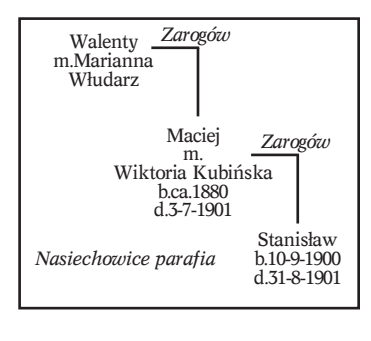 Walenty
m.Marianna
Włudarz
Zarogów
Maciej
m.
Wiktoria Kubińska
b.ca.1880
d.3-7-1901
Zarogów
Stanisław
b.10-9-1900
d.31-8-1901
Nasiechowice parafia